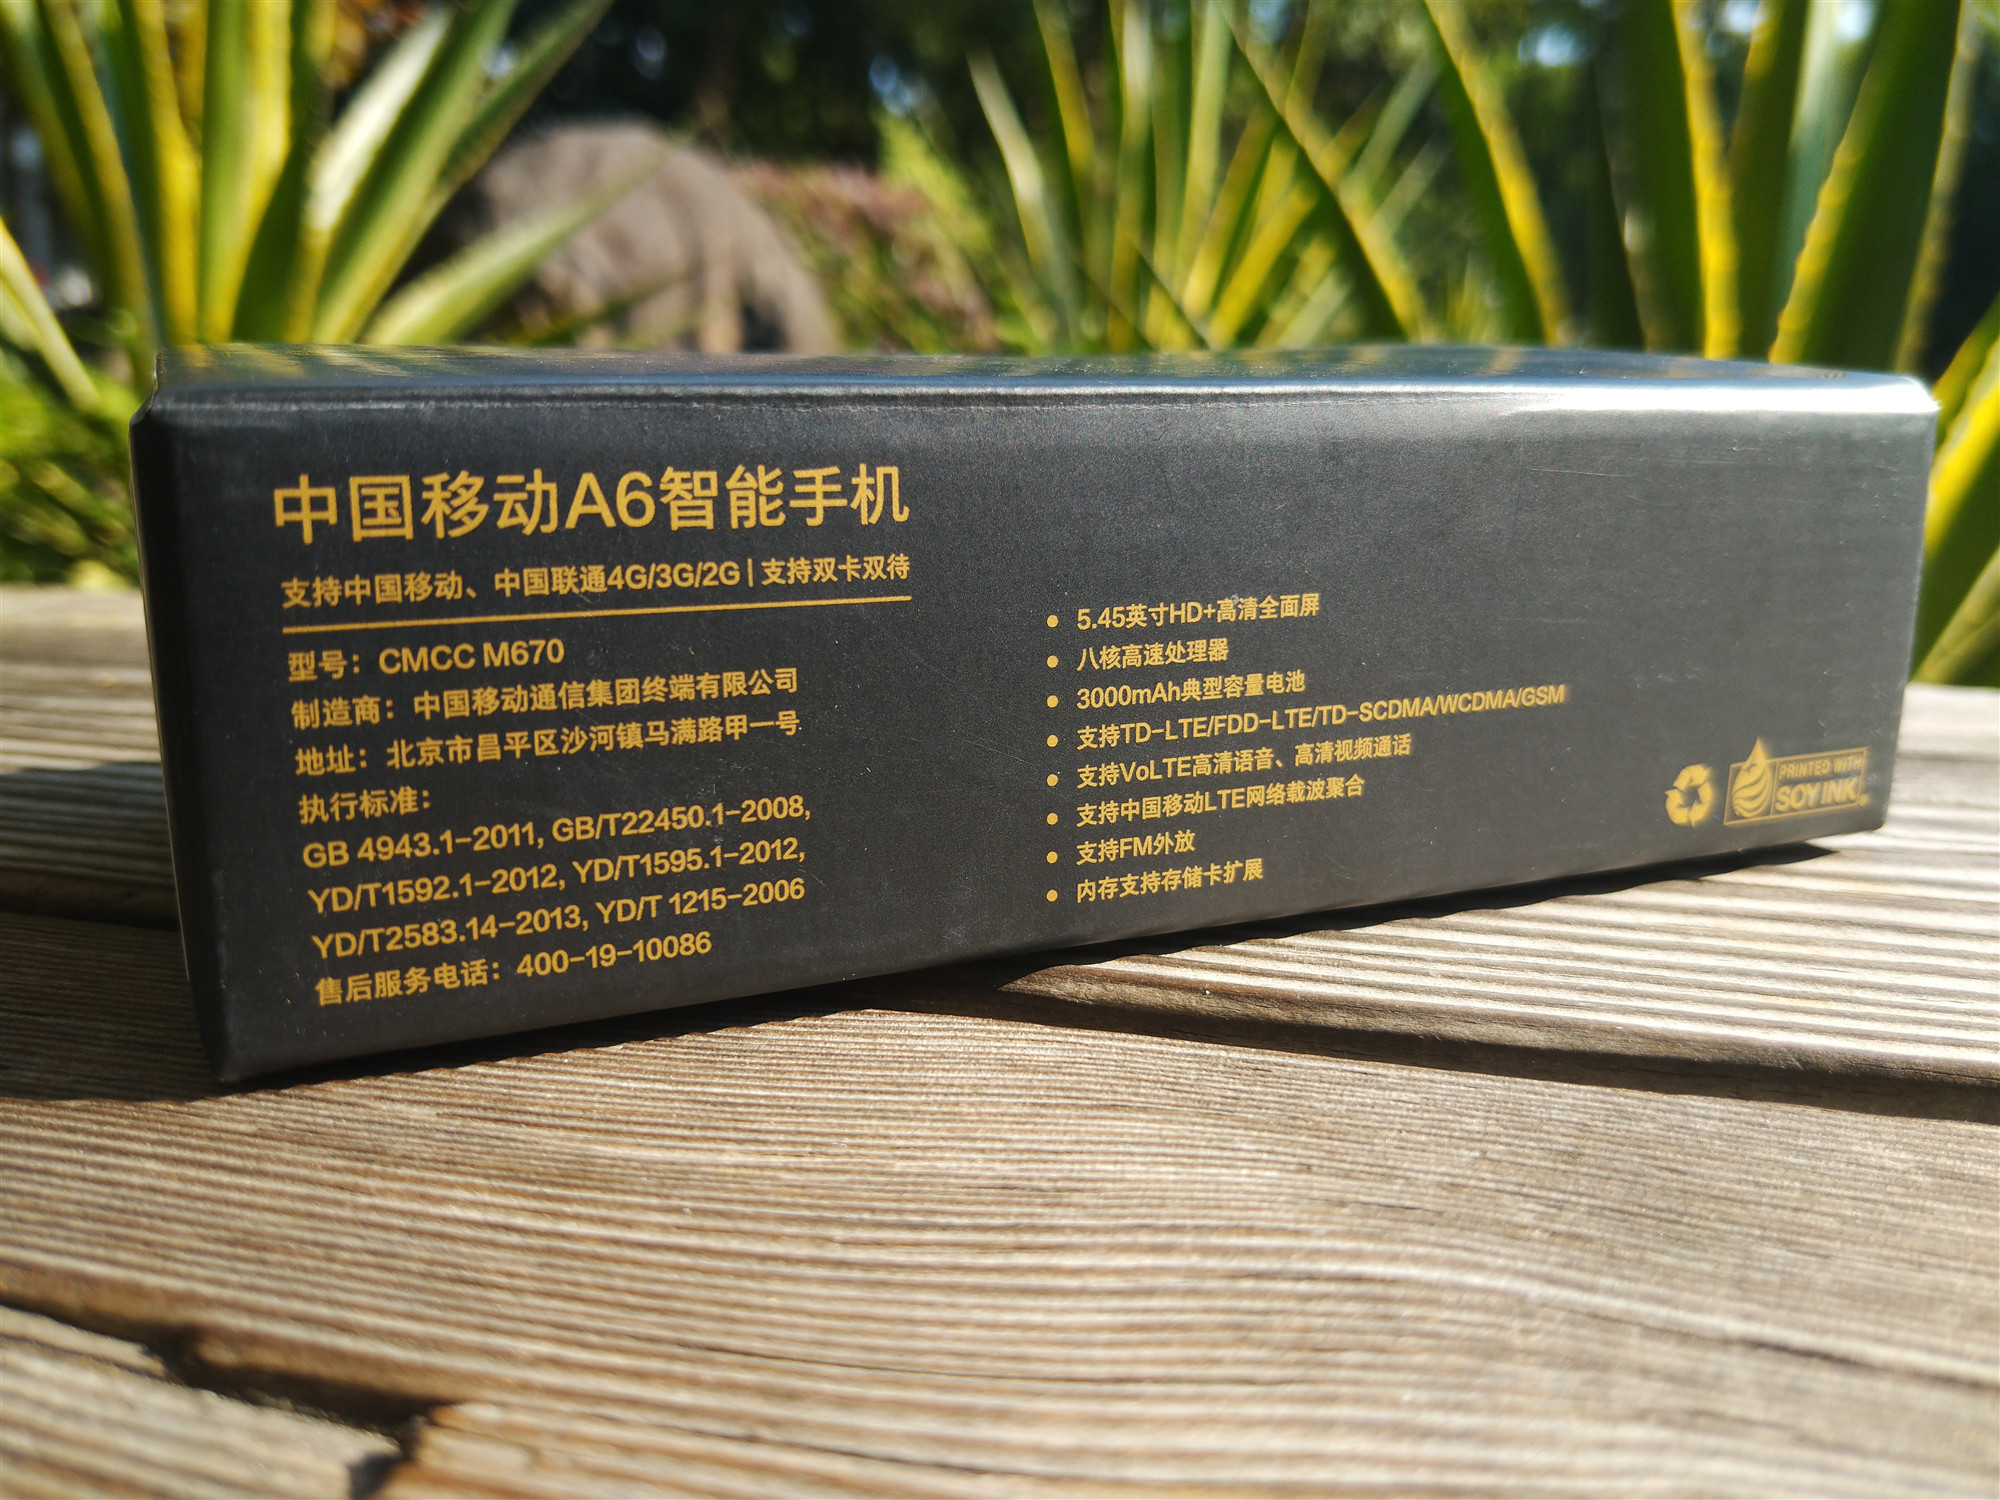 中国移动A6智能手机
支持中国移动、中国联通4G/3G/2G | 支持双卡双待
型号：CMCC M670
制造商：中国移动通信集团终端有限公司
地址：北京市昌平区沙河镇马满路甲一号
执行标准：
GB 4943.1-2011, GB/T22450.1-2008,
YD/T1592.1-2012, YD/T1595.1-2012,
YD/T2583.14-2013, YD/T 1215-2006
售后服务电话：400-19-10086
• 5.45英寸HD+高清全面屏
• 八核高速处理器
• 3000mAh典型容量电池
• 支持TD-LTE/FDD-LTE/TD-SCDMA/WCDMA/GSM
• 支持VoLTE高清语音、高清视频通话
• 支持中国移动LTE网络载波聚合
• 支持FM外放
• 内存支持存储卡扩展
PRINTED WITH
SOY INK